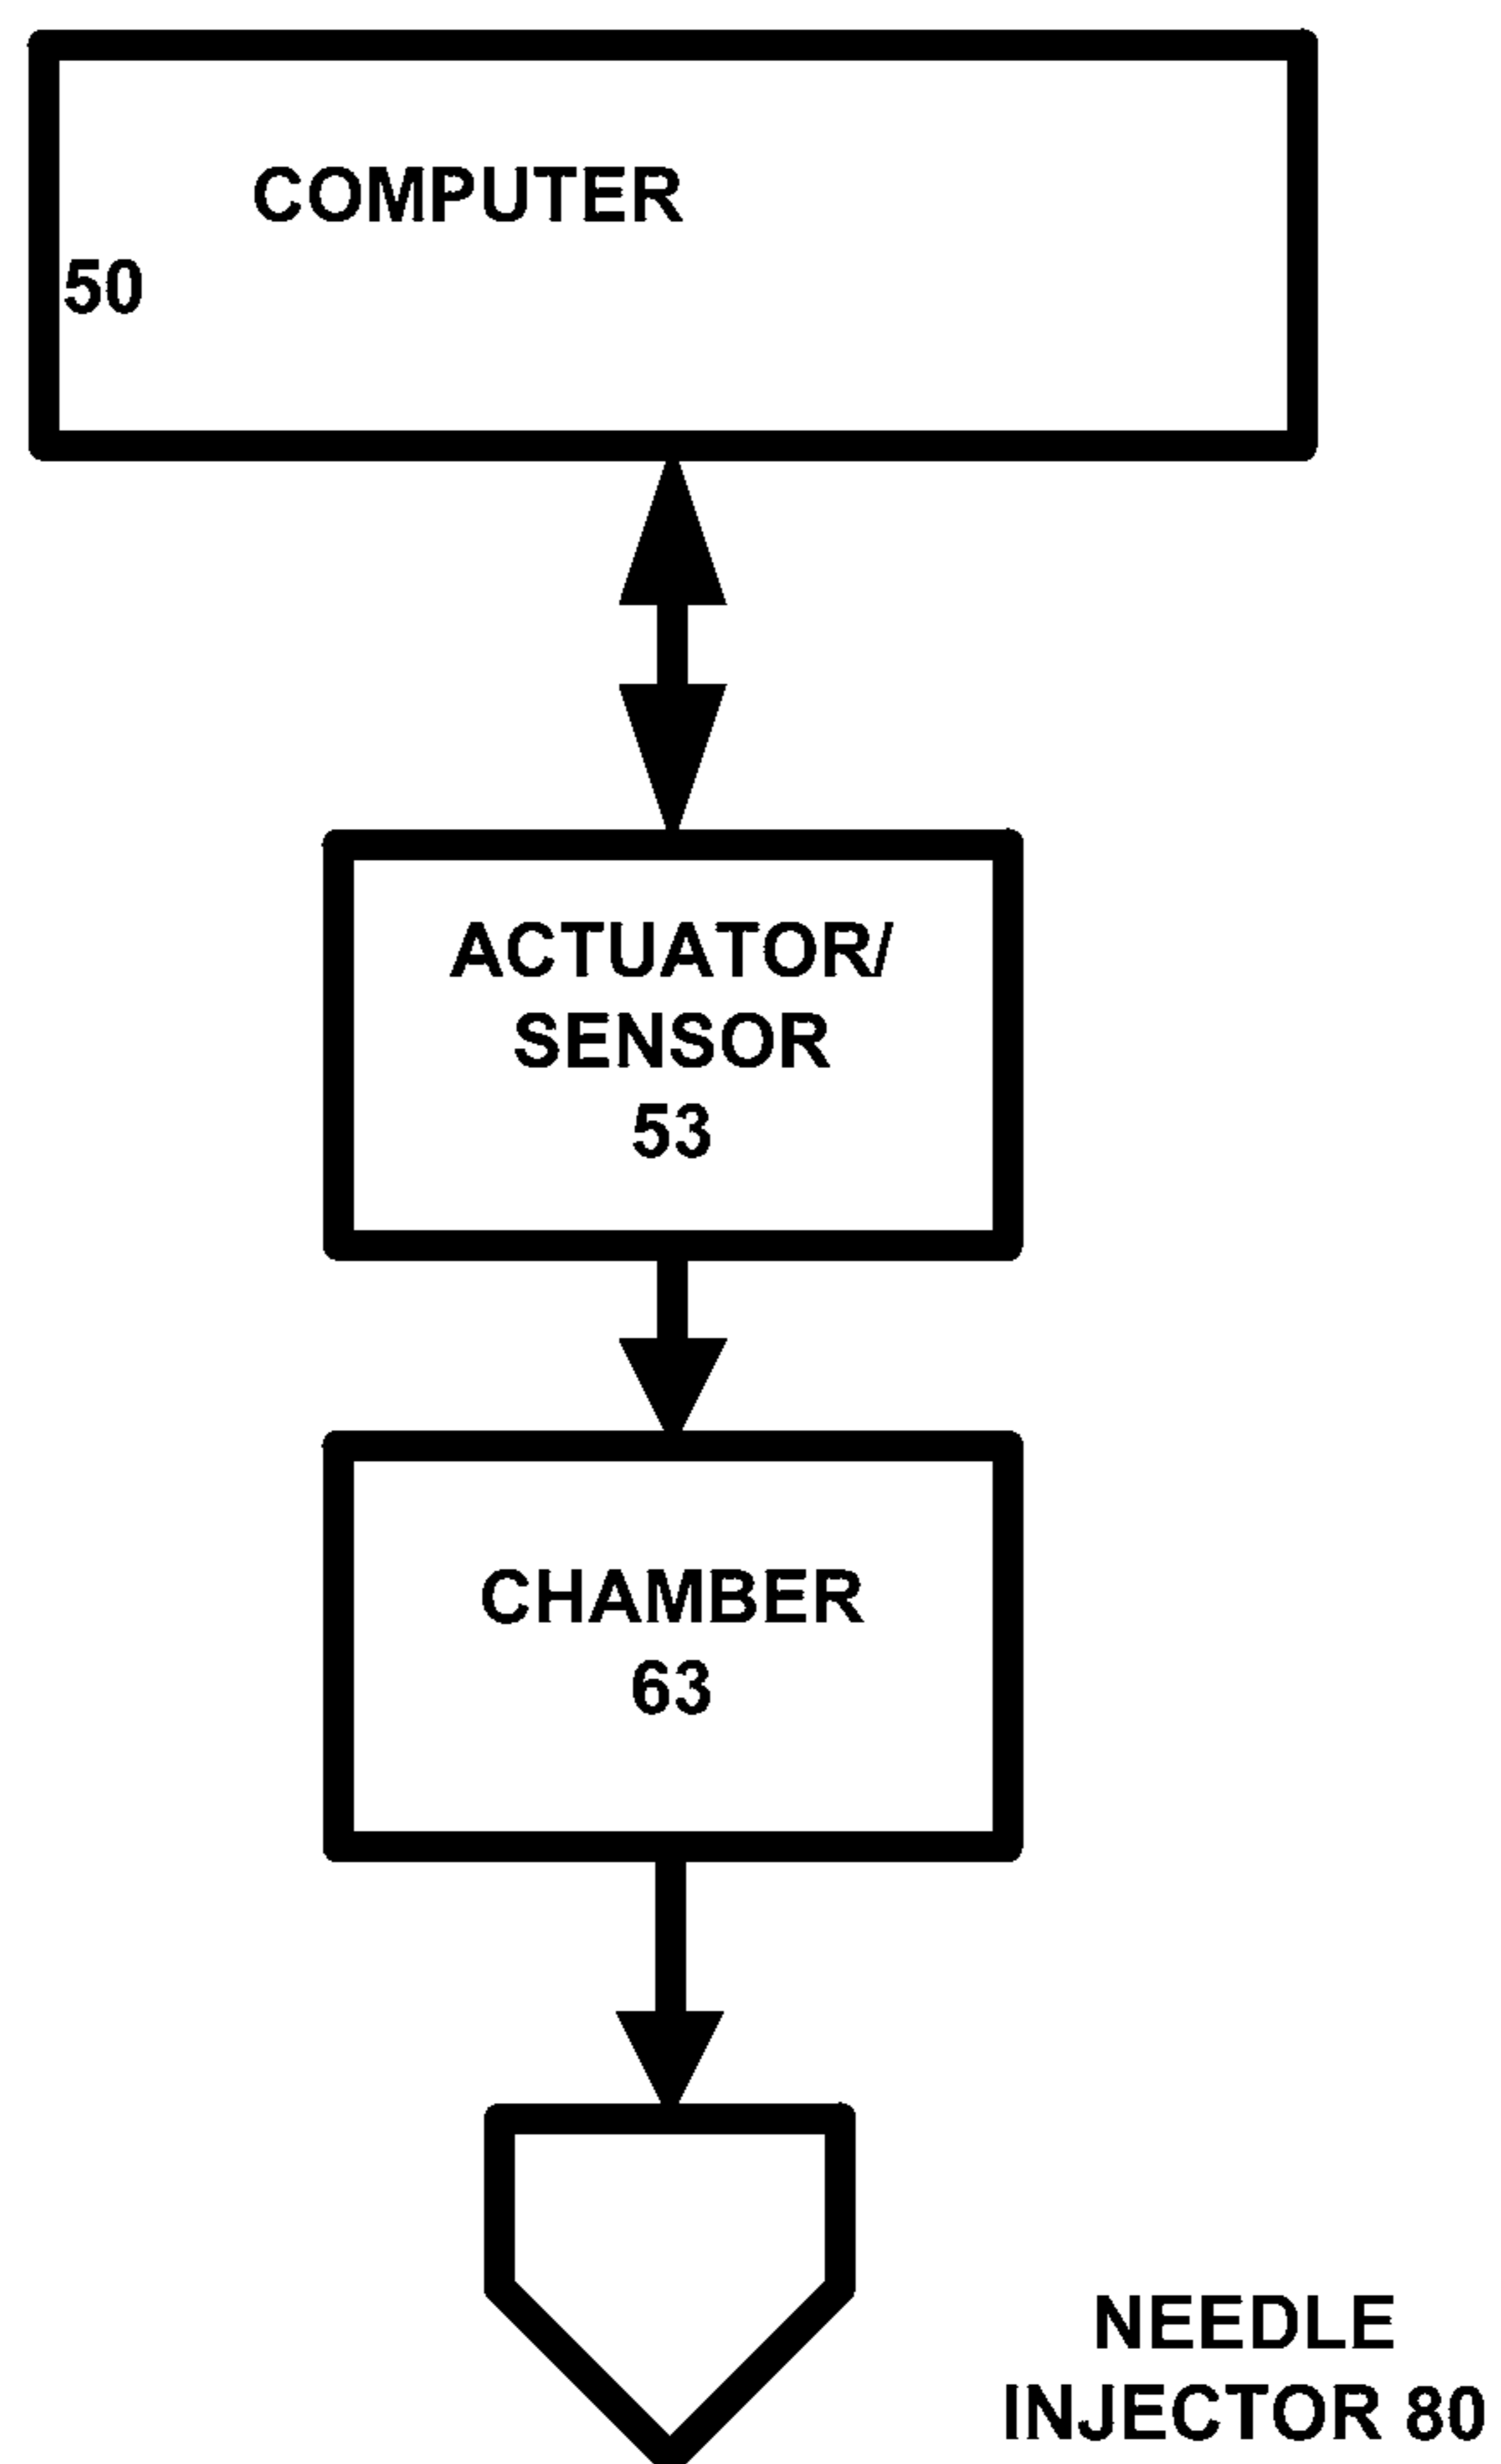 COMPUTER
50
ACTUATOR/
SENSOR
53
CHAMBER
63
NEEDLE
INJECTOR 80